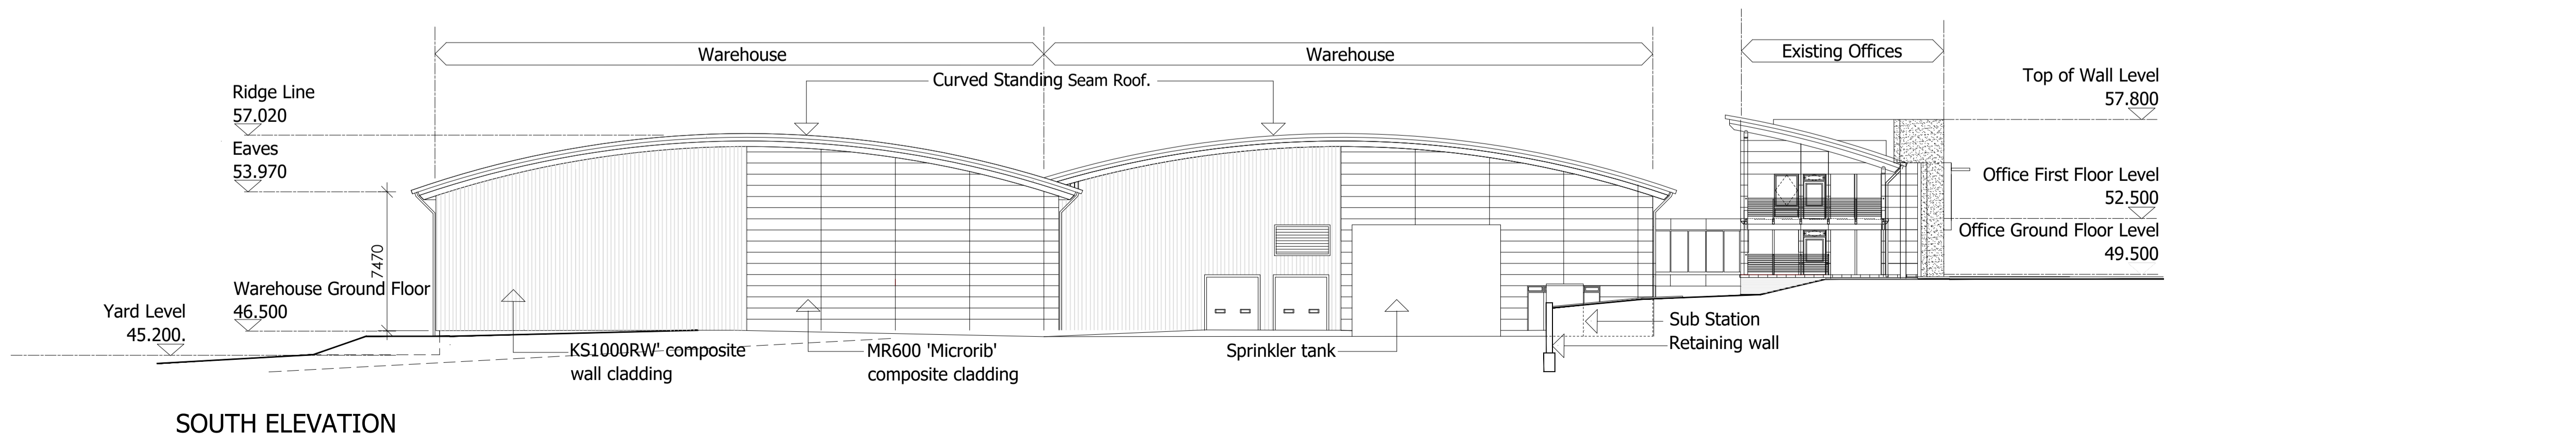 Warehouse
Warehouse
Existing Offices
Curved Standing Seam Roof.
Top of Wall Level
57.800
Ridge Line
57.020
Eaves
53.970
Office First Floor Level
52.500
Office Ground Floor Level
49.500
7470
Warehouse Ground Floor
46.500
Yard Level
45.200.
KS1000RW' composite
wall cladding
MR600 'Microrib'
composite cladding
Sprinkler tank
Sub Station
Retaining wall
SOUTH ELEVATION